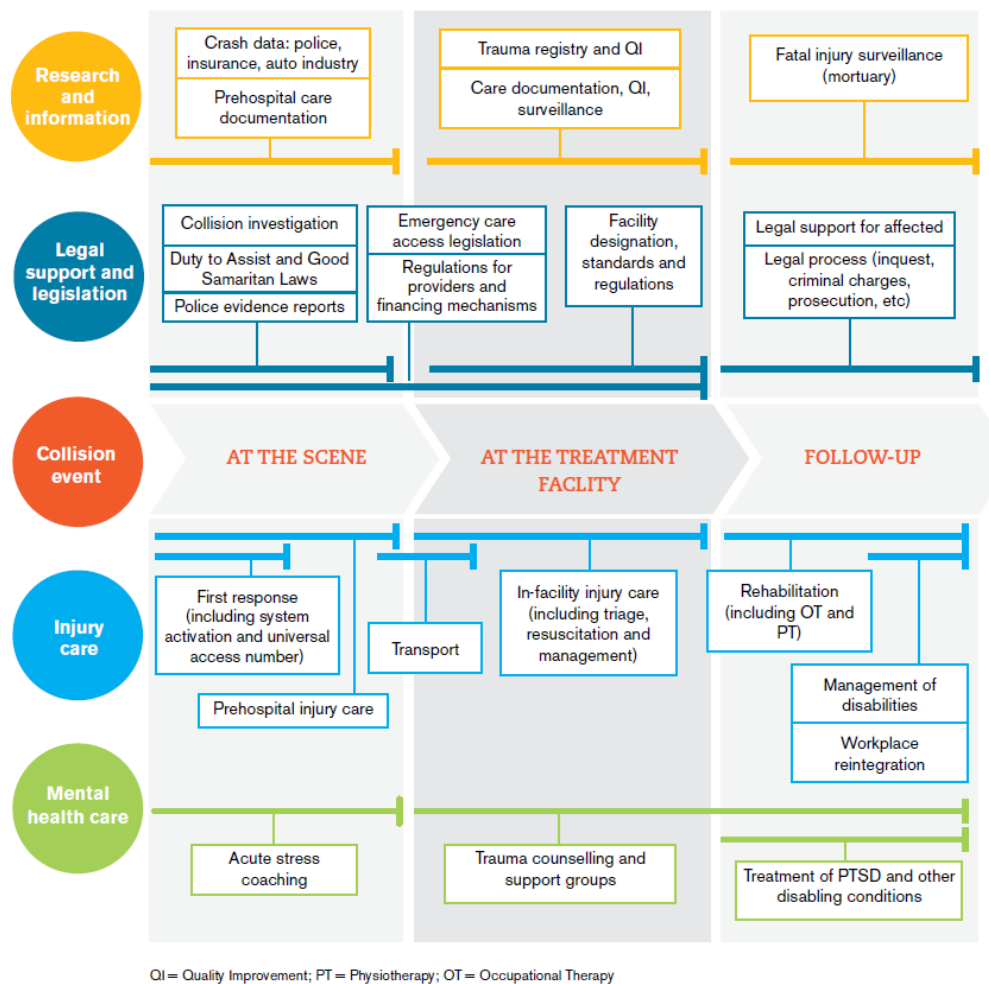 Research
and
information
Crash data: police,
insurance, auto industry
Prehospital care
documentation
Trauma registry and QI
Care documentation, QI,
surveillance
Fatal injury surveillance
(mortuary)
Legal
support and
legislation
Collision investigation
Duty to Assist and Good
Samaritan Laws
Police evidence reports
Emergency care
access legislation
Regulations for
providers and
financing mechanisms
Facility
designation,
standards and
regulations
Legal support for affected
Legal process (inquest,
criminal charges,
prosecution, etc)
Collision
event
AT THE SCENE
AT THE TREATMENT
FACLITY
FOLLOW-UP
Injury
care
First response
(including system
activation and universal
access number)
Prehospital injury care
Transport
In-facility injury care
(including triage,
resuscitation and
management)
Rehabilitation
(including OT and
PT)
Management of
disabilities
Workplace
reintegration
Mental
health care
Acute stress
coaching
Trauma counselling and
support groups
Treatment of PTSD and other
disabling conditions
QI = Quality Improvement; PT = Physiotherapy; OT = Occupational Therapy